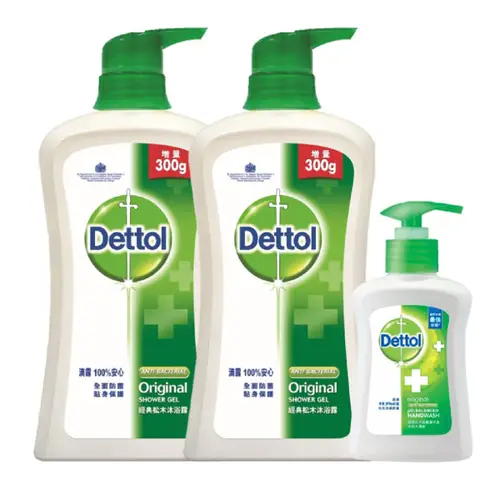 增量
300g
Dettol
滴露 100%安心
全面防菌
貼身保護
ANTI-BACTERIAL
Original
SHOWER GEL
經典松木沐浴露
增量
300g
Dettol
滴露 100%安心
全面防菌
貼身保護
ANTI-BACTERIAL
Original
SHOWER GEL
經典松木沐浴露
最強
Dettol
original
HANDWASH